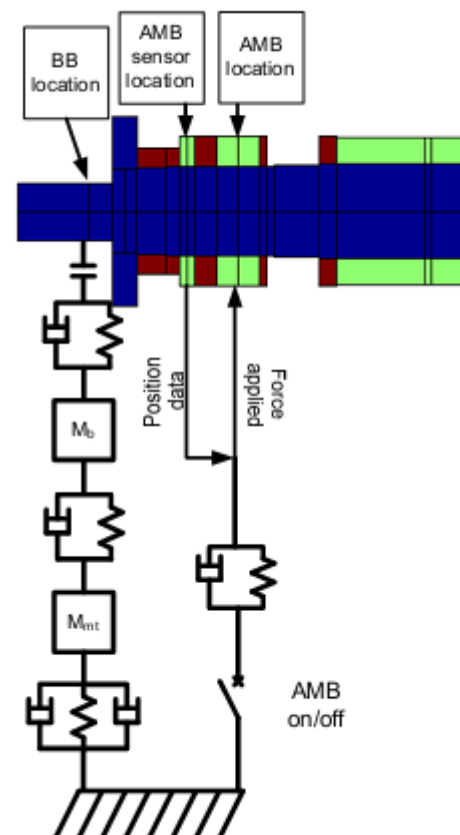 BB
location
AMB
sensor
location
AMB
location
Position
data
Force
applied
Mb
Mmt
AMB
on/off